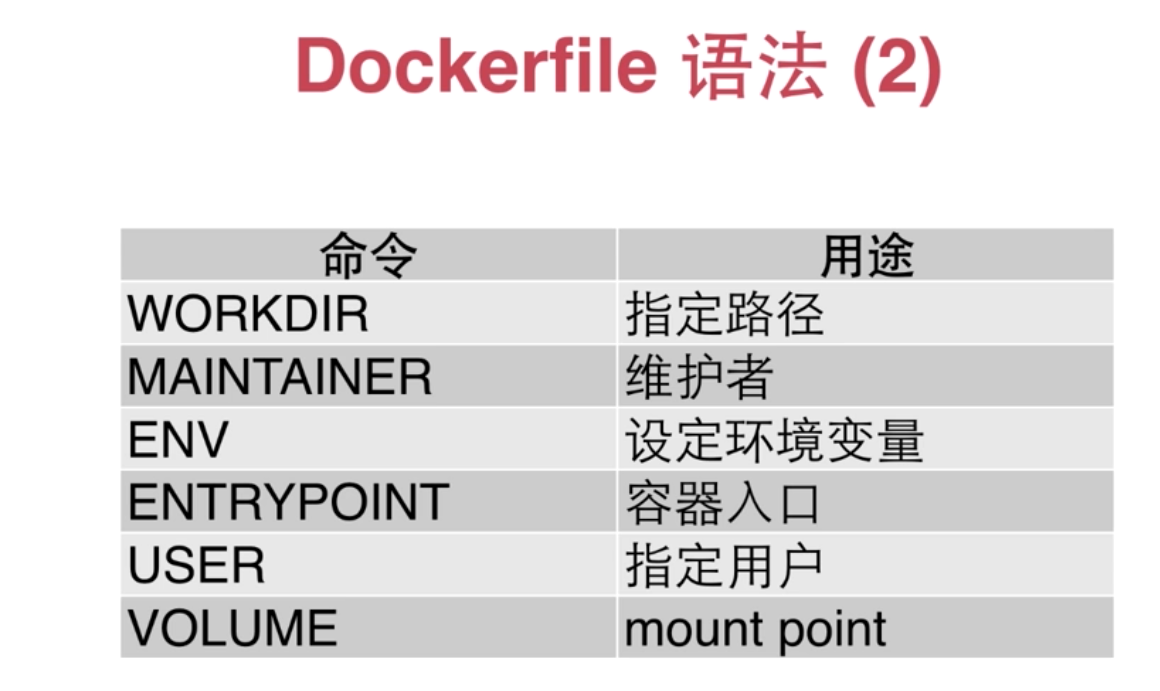 Dockerfile 语法 (2)
命令 用途
WORKDIR 指定路径
MAINTAINER 维护者
ENV 设定环境变量
ENTRYPOINT 容器入口
USER 指定用户
VOLUME mount point